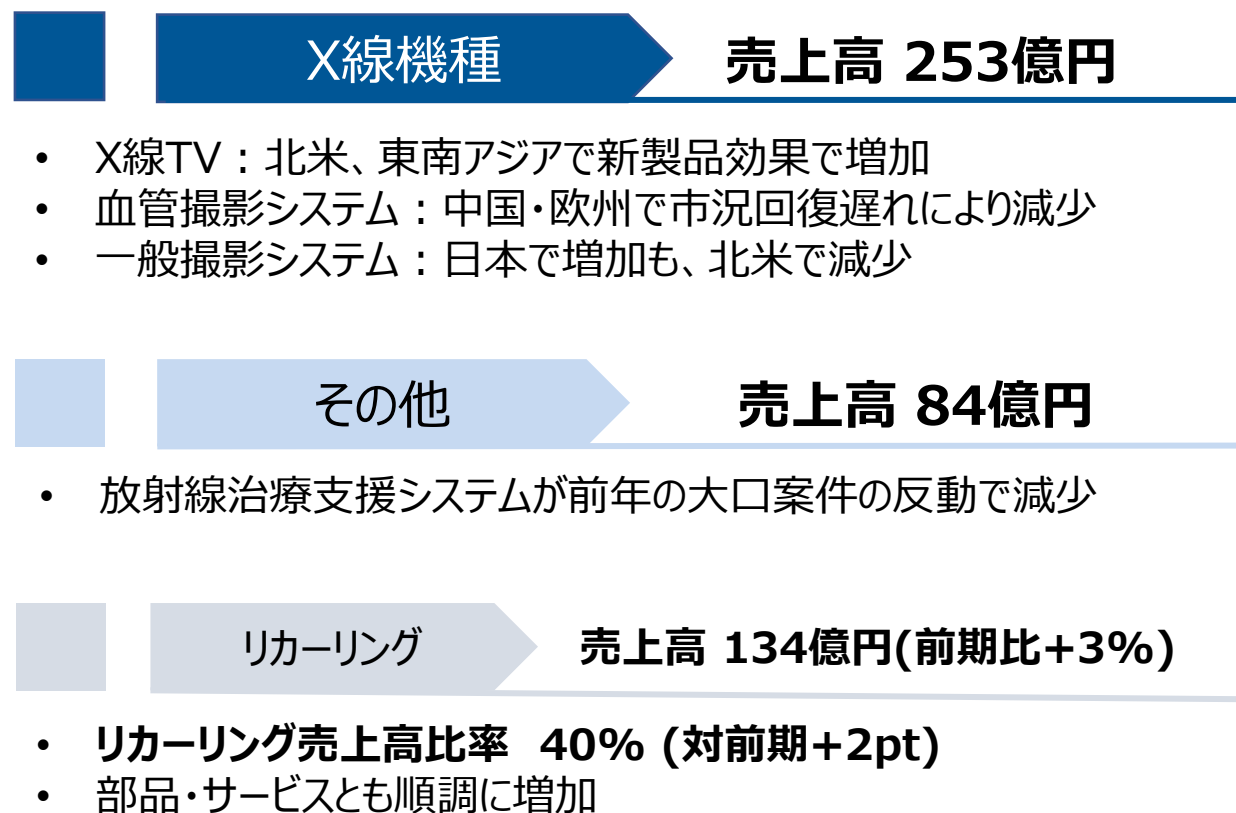 X線機種
売上高 253億円
• X線TV：北米、東南アジアで新製品効果で増加
• 血管撮影システム：中国・欧州で市況回復遅れにより減少
• 一般撮影システム：日本で増加も、北米で減少
その他
売上高 84億円
• 放射線治療支援システムが前年の大口案件の反動で減少
リカーリング
売上高 134億円(前期比+3%)
• リカーリング売上高比率 40% (対前期+2pt)
• 部品・サービスとも順調に増加